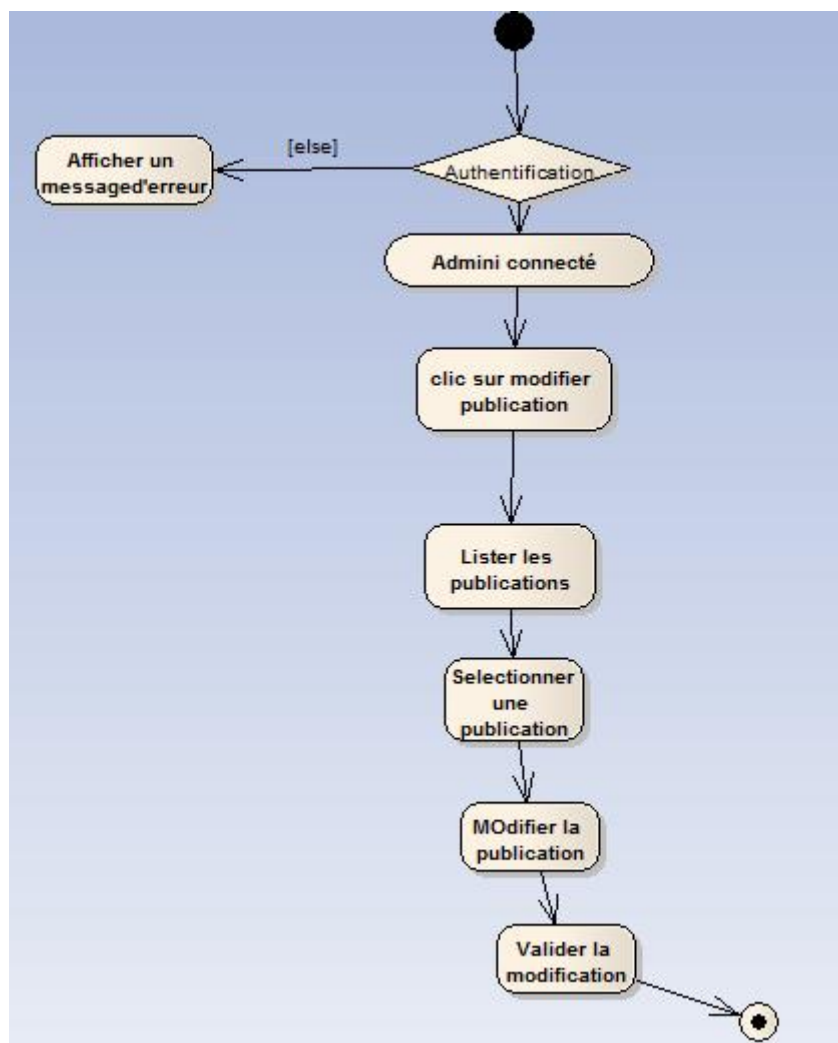 [else]
Afficher un
messaged'erreur
Authentification
Admini connecté
clic sur modifier
publication
Lister les
publications
Selectionner
une
publication
MOdifier la
publication
Valider la
modification